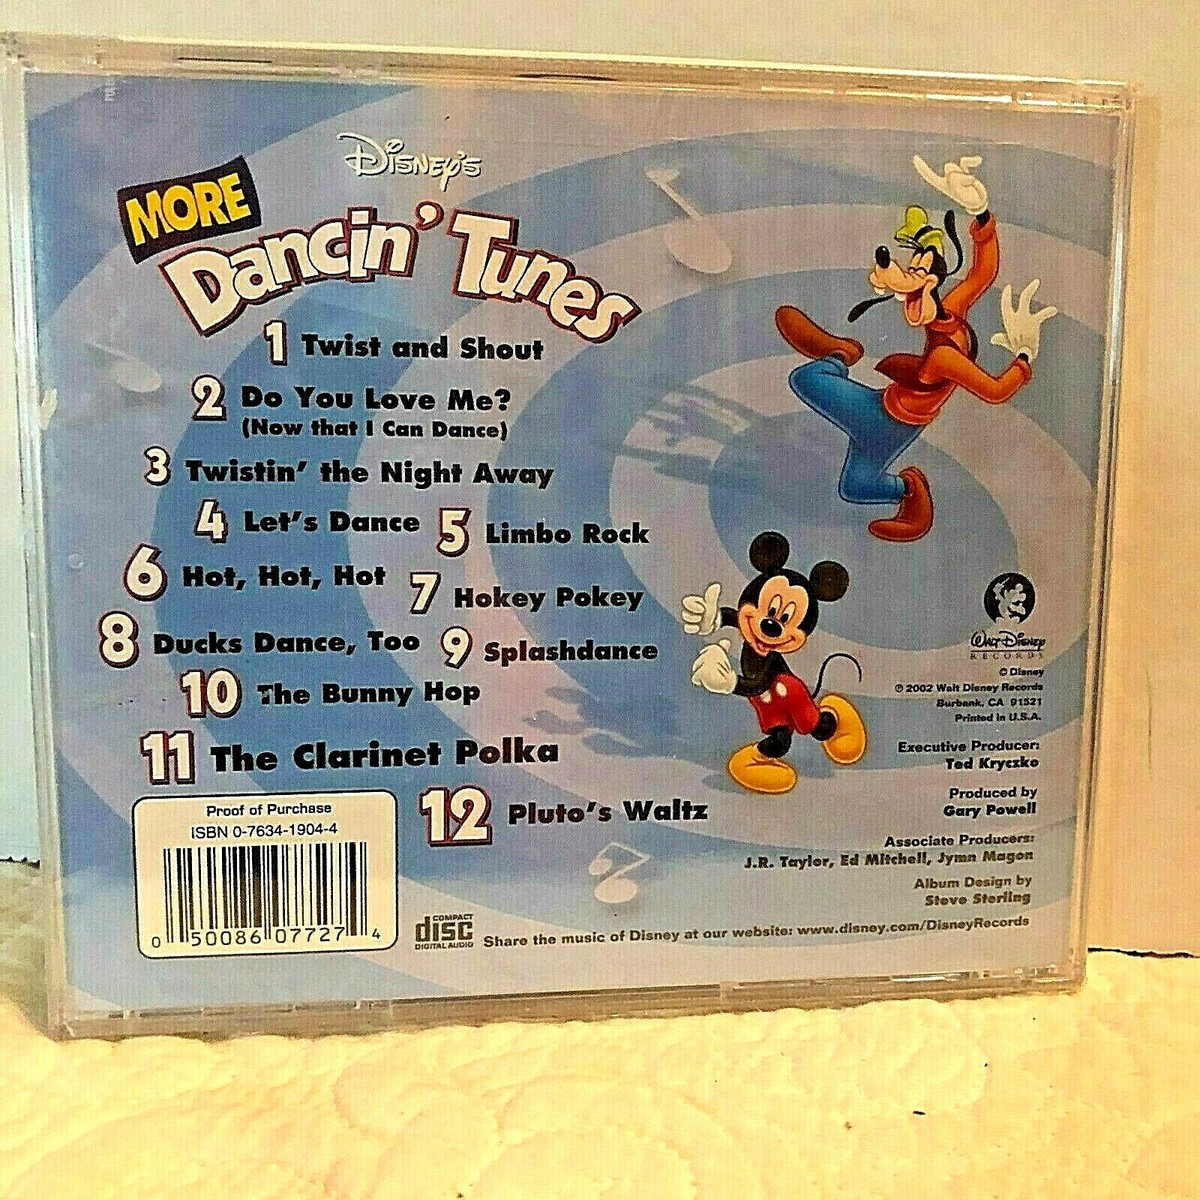 Disney's
MORE
Dancin' Tunes
1 Twist and Shout
2 Do You Love Me?
(Now that I Can Dance)
3 Twistin' the Night Away
4 Let's Dance 5 Limbo Rock
6 Hot, Hot, Hot 7 Hokey Pokey
8 Ducks Dance, Too 9 Splashdance
10 The Bunny Hop
11 The Clarinet Polka
12 Pluto's Waltz
WALT DISNEY
RECORDS
© Disney
℗ 2002 Walt Disney Records
Burbank, CA 91521
Printed in U.S.A.
Executive Producer:
Ted Kryczko
Produced by
Gary Powell
Associate Producers:
J.R. Taylor, Ed Mitchell, Jymn Magon
Album Design by
Steve Sterling
Proof of Purchase
ISBN 0-7634-1904-4
0 50086 07727 4
COMPACT
disc
DIGITAL AUDIO
Share the music of Disney at our website: www.disney.com/DisneyRecords